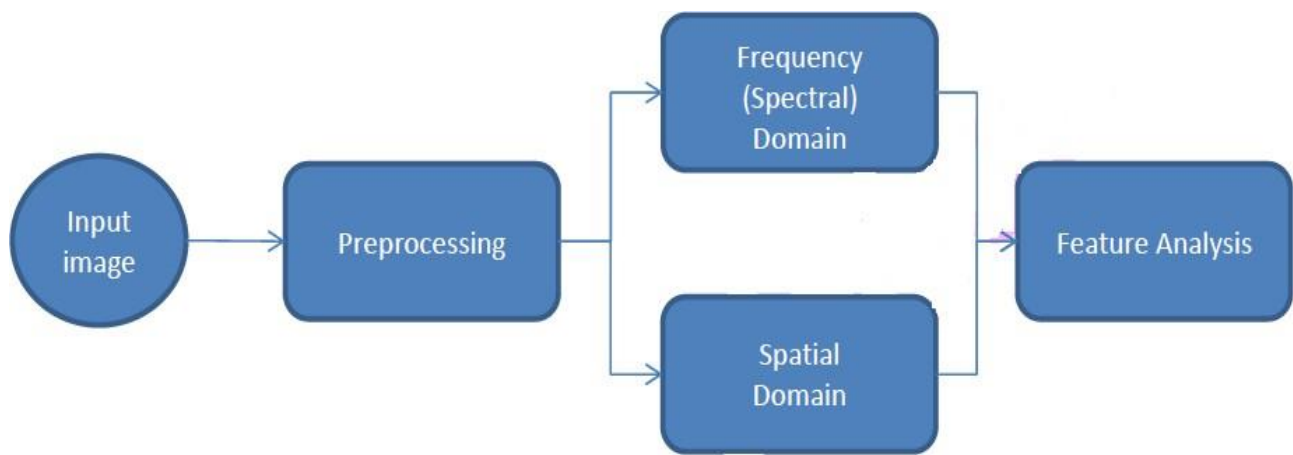 Input
image
Preprocessing
Frequency
(Spectral)
Domain
Spatial
Domain
Feature Analysis